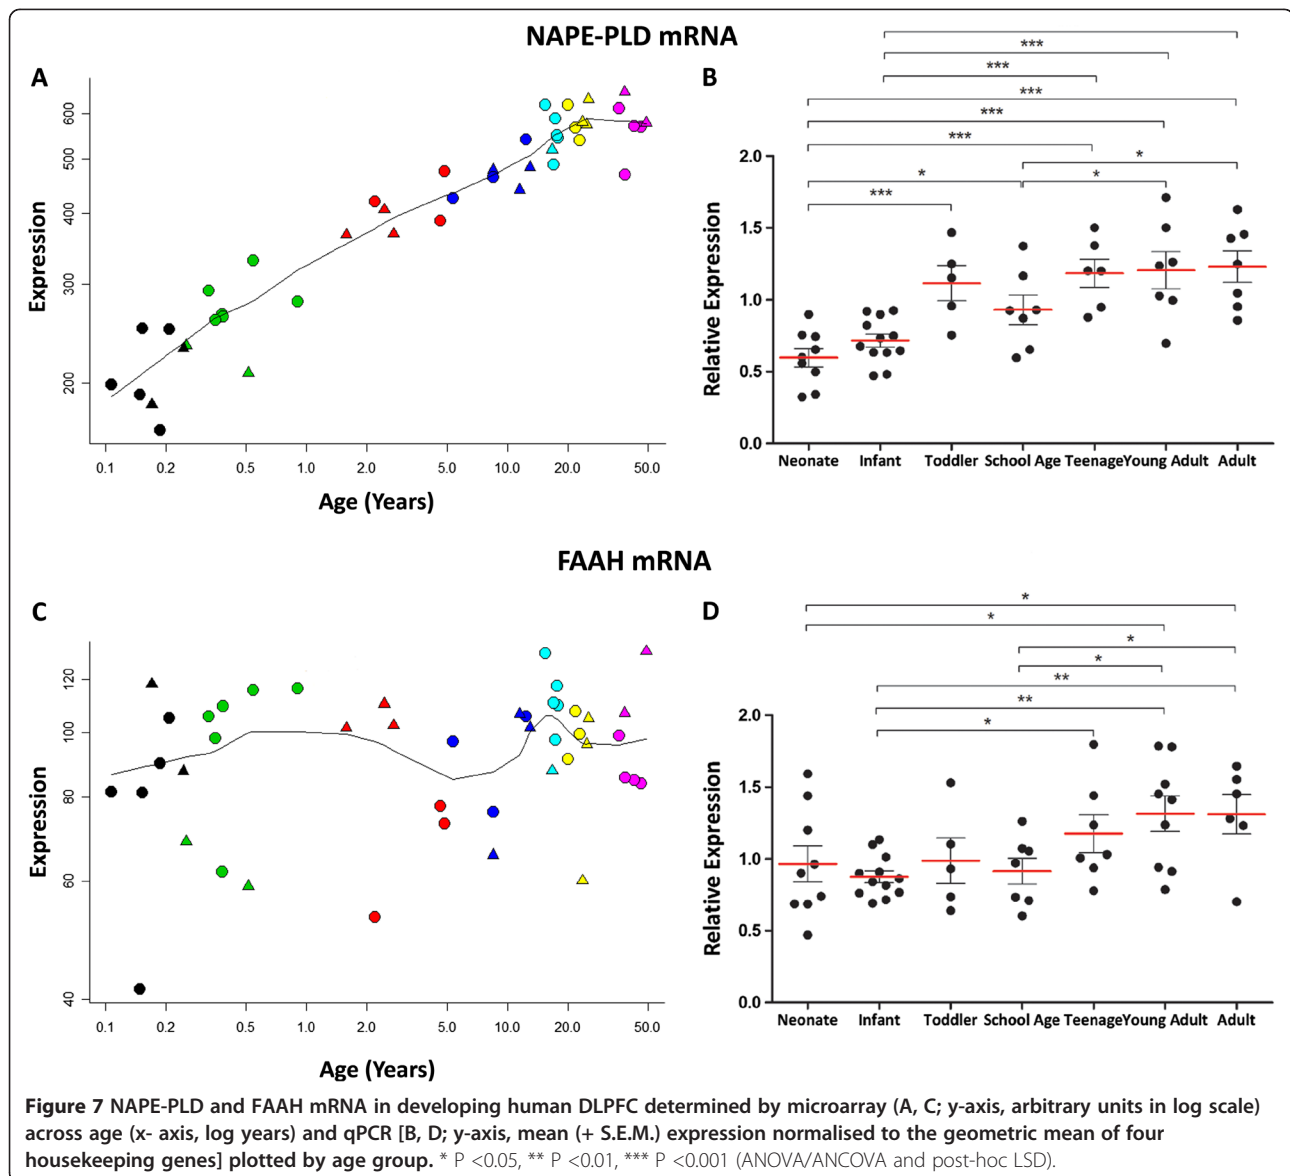 NAPE-PLD mRNA
A
Expression
600
500
400
300
200
0.1 0.2 0.5 1.0 2.0 5.0 10.0 20.0 50.0
Age (Years)
B
***
***
***
***
***
*
*
*
***
Relative Expression
2.0
1.5
1.0
0.5
0.0
Neonate Infant Toddler School Age Teenage Young Adult Adult
FAAH mRNA
C
Expression
120
100
80
60
40
0.1 0.2 0.5 1.0 2.0 5.0 10.0 20.0 50.0
Age (Years)
D
*
*
*
*
**
**
*
Relative Expression
2.0
1.5
1.0
0.5
0.0
Neonate Infant Toddler School Age Teenage Young Adult Adult
Figure 7 NAPE-PLD and FAAH mRNA in developing human DLPFC determined by microarray (A, C; y-axis, arbitrary units in log scale)
across age (x- axis, log years) and qPCR [B, D; y-axis, mean (+ S.E.M.) expression normalised to the geometric mean of four
housekeeping genes] plotted by age group. * P <0.05, ** P <0.01, *** P <0.001 (ANOVA/ANCOVA and post-hoc LSD).